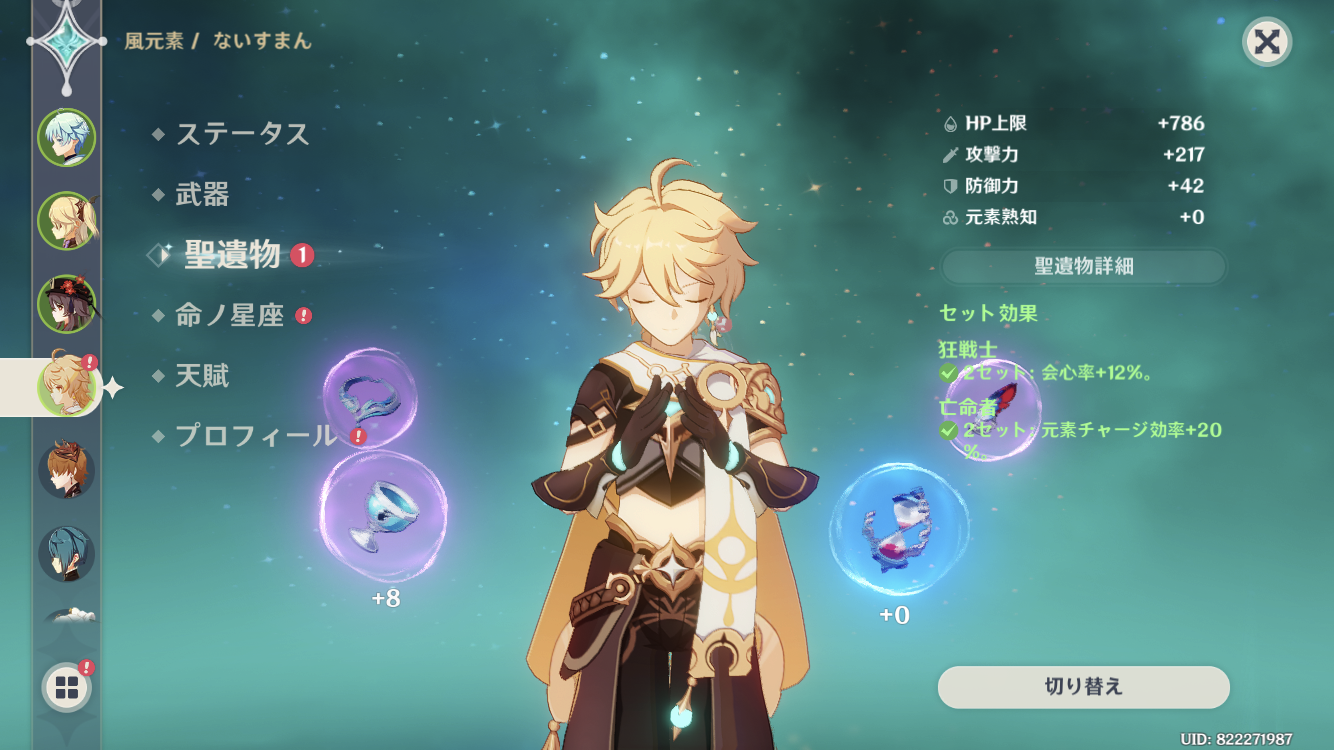 風元素 / ないすまん
ステータス
武器
聖遺物 1
命ノ星座 !
天賦
プロフィール !
HP上限 +786
攻撃力 +217
防御力 +42
元素熟知 +0
聖遺物詳細
セット効果
狂戦士
2セット: 会心率+12%。
亡命者
2セット: 元素チャージ効率+20
%。
+8
+0
切り替え
UID: 822271987